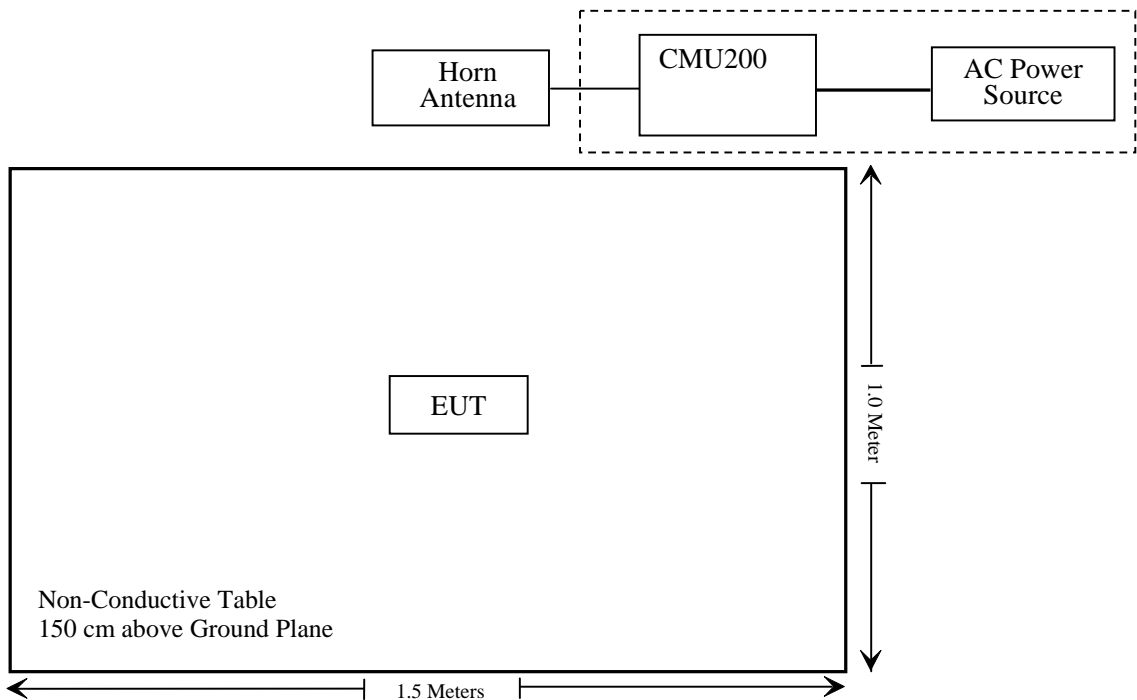 Horn
Antenna
CMU200
AC Power
Source
EUT
1.0 Meter
Non-Conductive Table
150 cm above Ground Plane
1.5 Meters